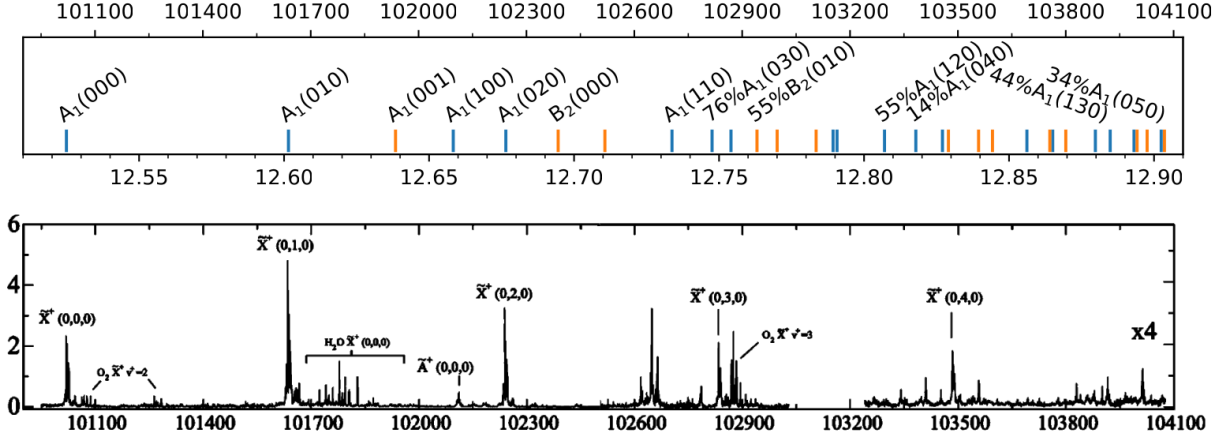 101100 101400 101700 102000 102300 102600 102900 103200 103500 103800 104100
A₁(000) A₁(010) A₁(001) A₁(100) A₁(020) B₂(000) A₁(110) 76%A₁(030) 55%B₂(010) 55%A₁(120) 14%A₁(040) 44%A₁(130) 34%A₁(050)
12.55 12.60 12.65 12.70 12.75 12.80 12.85 12.90
6
X̃⁺ (0,1,0)
4
X̃⁺ (0,2,0) X̃⁺ (0,3,0) X̃⁺ (0,4,0)
X̃⁺ (0,0,0) H₂O X̃⁺ (0,0,0) O₂ X̃⁺ v⁺=3 x4
2
O₂ X̃⁺ v⁺=2 Ã⁺ (0,0,0)
1
0
101100 101400 101700 102000 102300 102600 102900 103200 103500 103800 104100